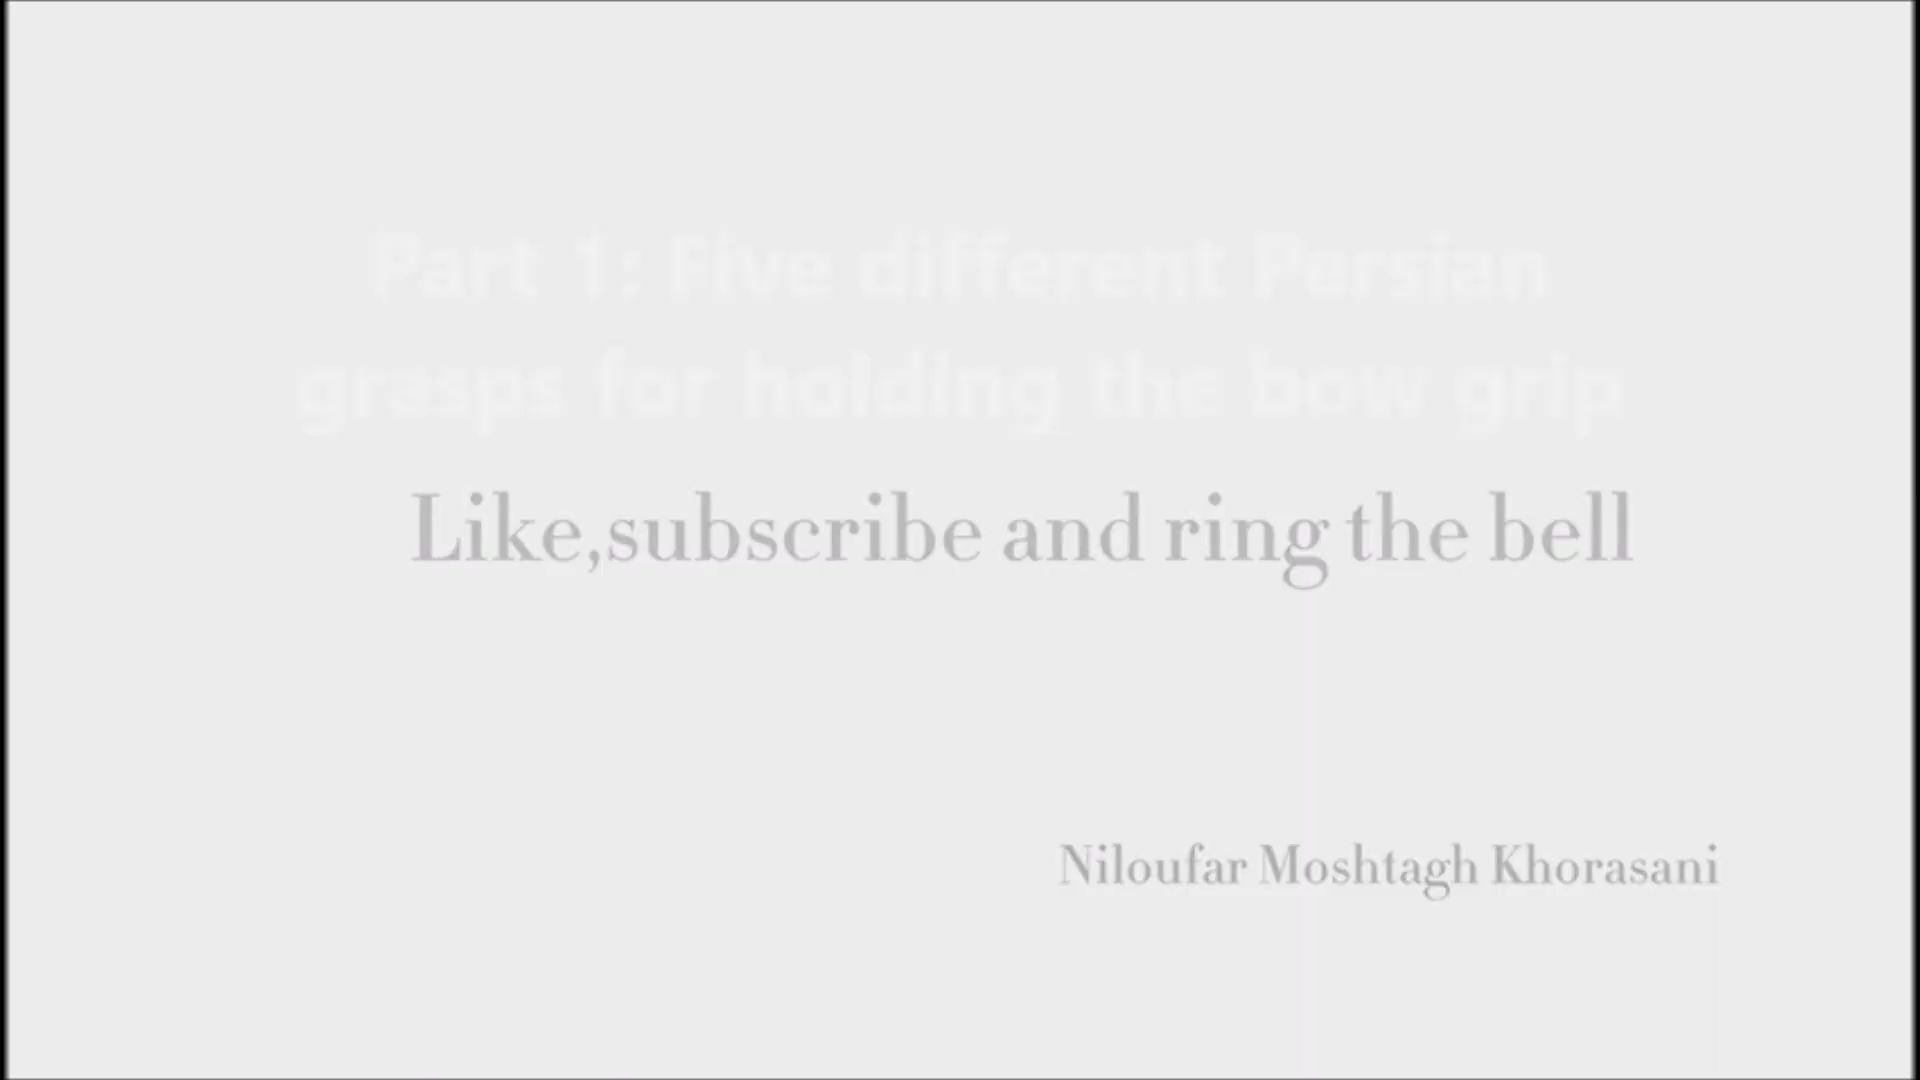 Part 1: Five different Persian
grasps for holding the bow grip
Like,subscribe and ring the bell
Niloufar Moshtagh Khorasani